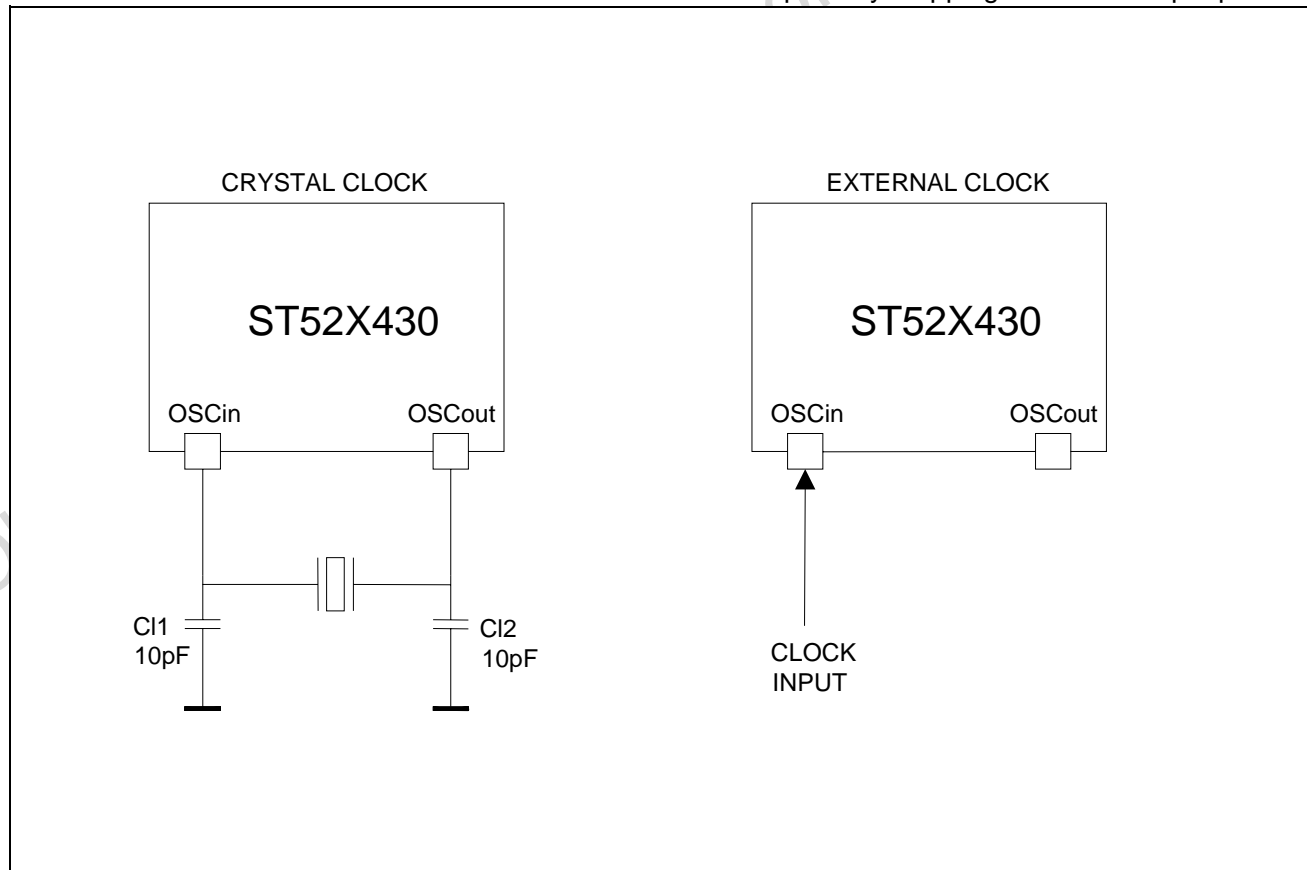 CRYSTAL CLOCK
ST52X430
OSCin
OSCout
Cl1
10pF
Cl2
10pF
EXTERNAL CLOCK
ST52X430
OSCin
OSCout
CLOCK
INPUT